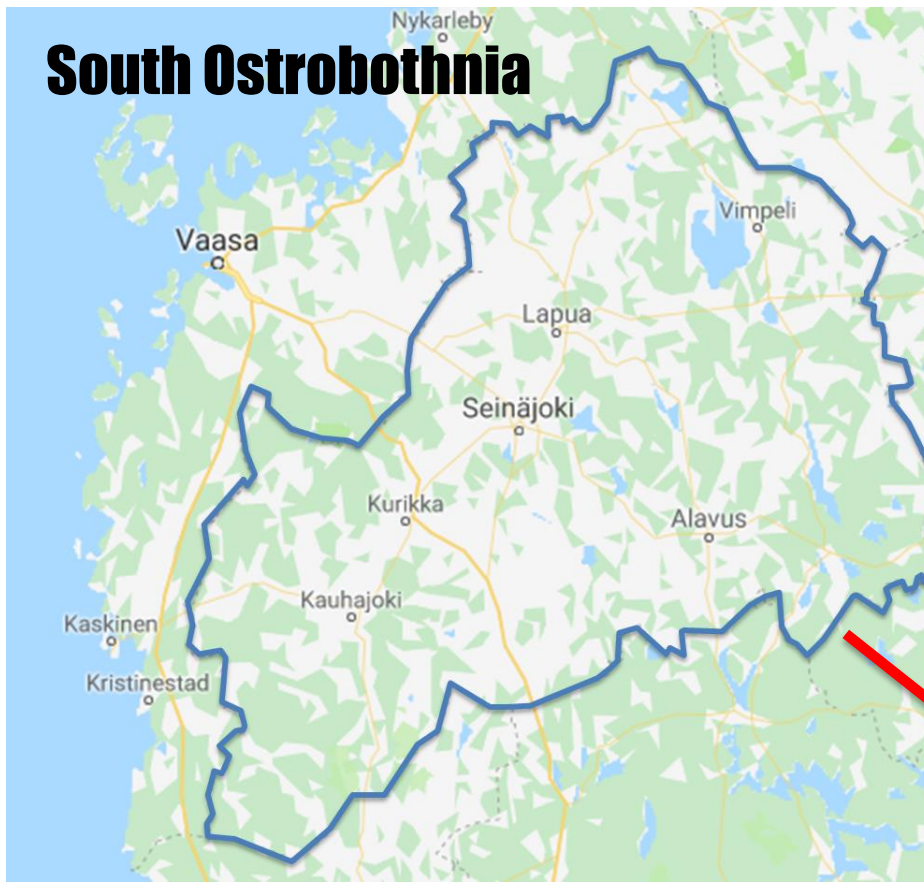 Nykarleby
South Ostrobothnia
Vimpeli
Vaasa
Lapua
Seinäjoki
Kurikka
Alavus
Kauhajoki
Kaskinen
Kristinestad